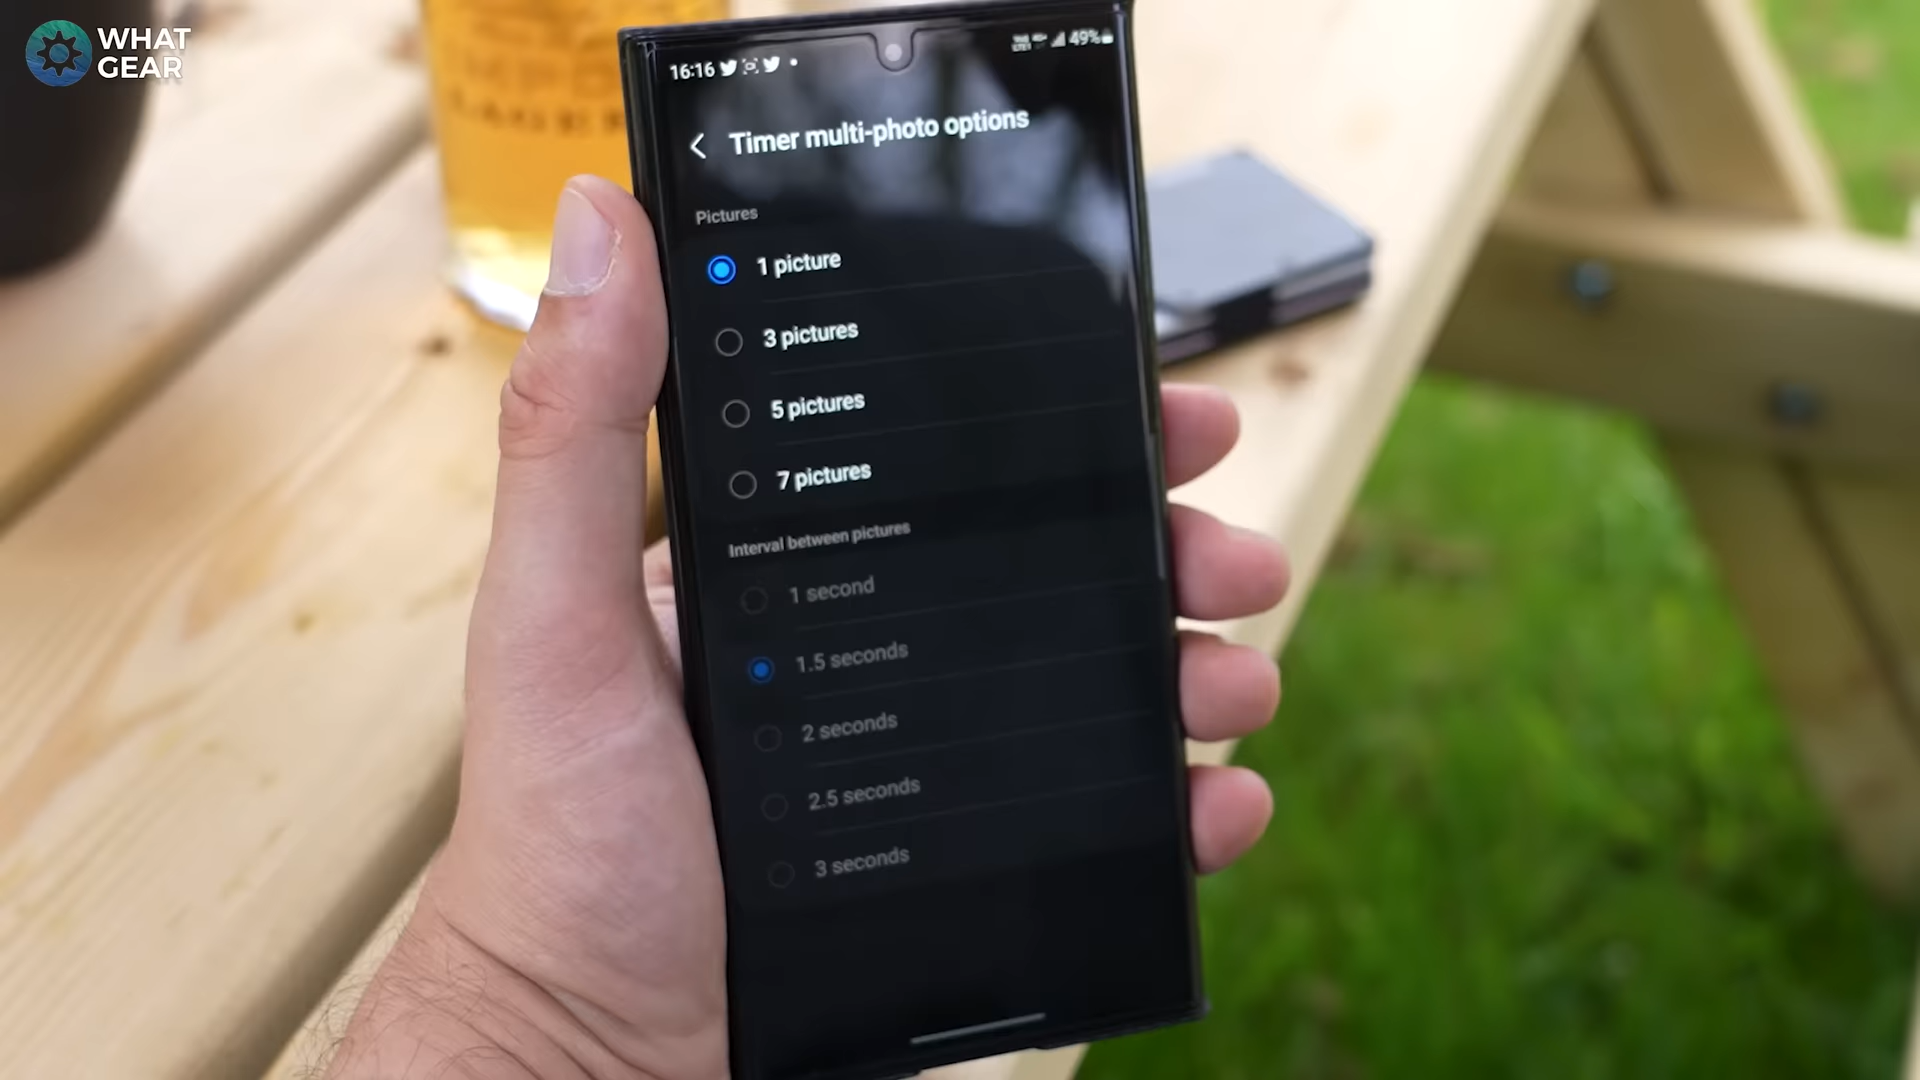 WHAT
GEAR
16:16
49%
Timer multi-photo options
Pictures
1 picture
3 pictures
5 pictures
7 pictures
Interval between pictures
1 second
1.5 seconds
2 seconds
2.5 seconds
3 seconds